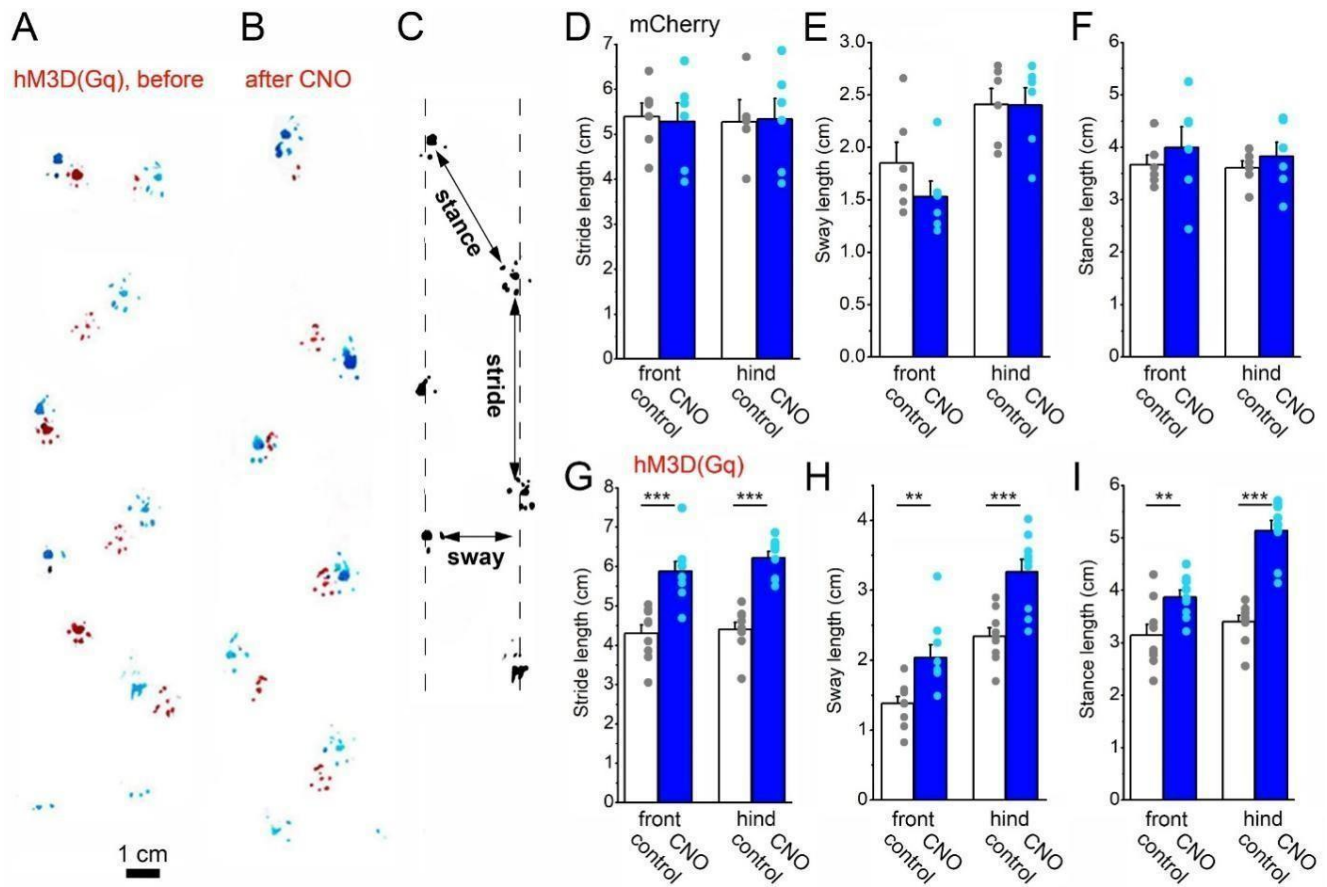 A
B
C
D
mCherry
E
F
hM3D(Gq), before
after CNO
stance
stride
sway
1 cm
Stride length (cm)
7
6
5
4
3
2
1
0
front
hind
control
CNO
control
CNO
Sway length (cm)
3.0
2.5
2.0
1.5
1.0
0.5
0.0
front
hind
control
CNO
control
CNO
Stance length (cm)
6
5
4
3
2
1
0
front
hind
control
CNO
control
CNO
G
hM3D(Gq)
H
I
Stride length (cm)
8
7
6
5
4
3
2
1
0
***
***
front
hind
control
CNO
control
CNO
Sway length (cm)
4
3
2
1
0
**
***
front
hind
control
CNO
control
CNO
Stance length (cm)
6
5
4
3
2
1
0
**
***
front
hind
control
CNO
control
CNO